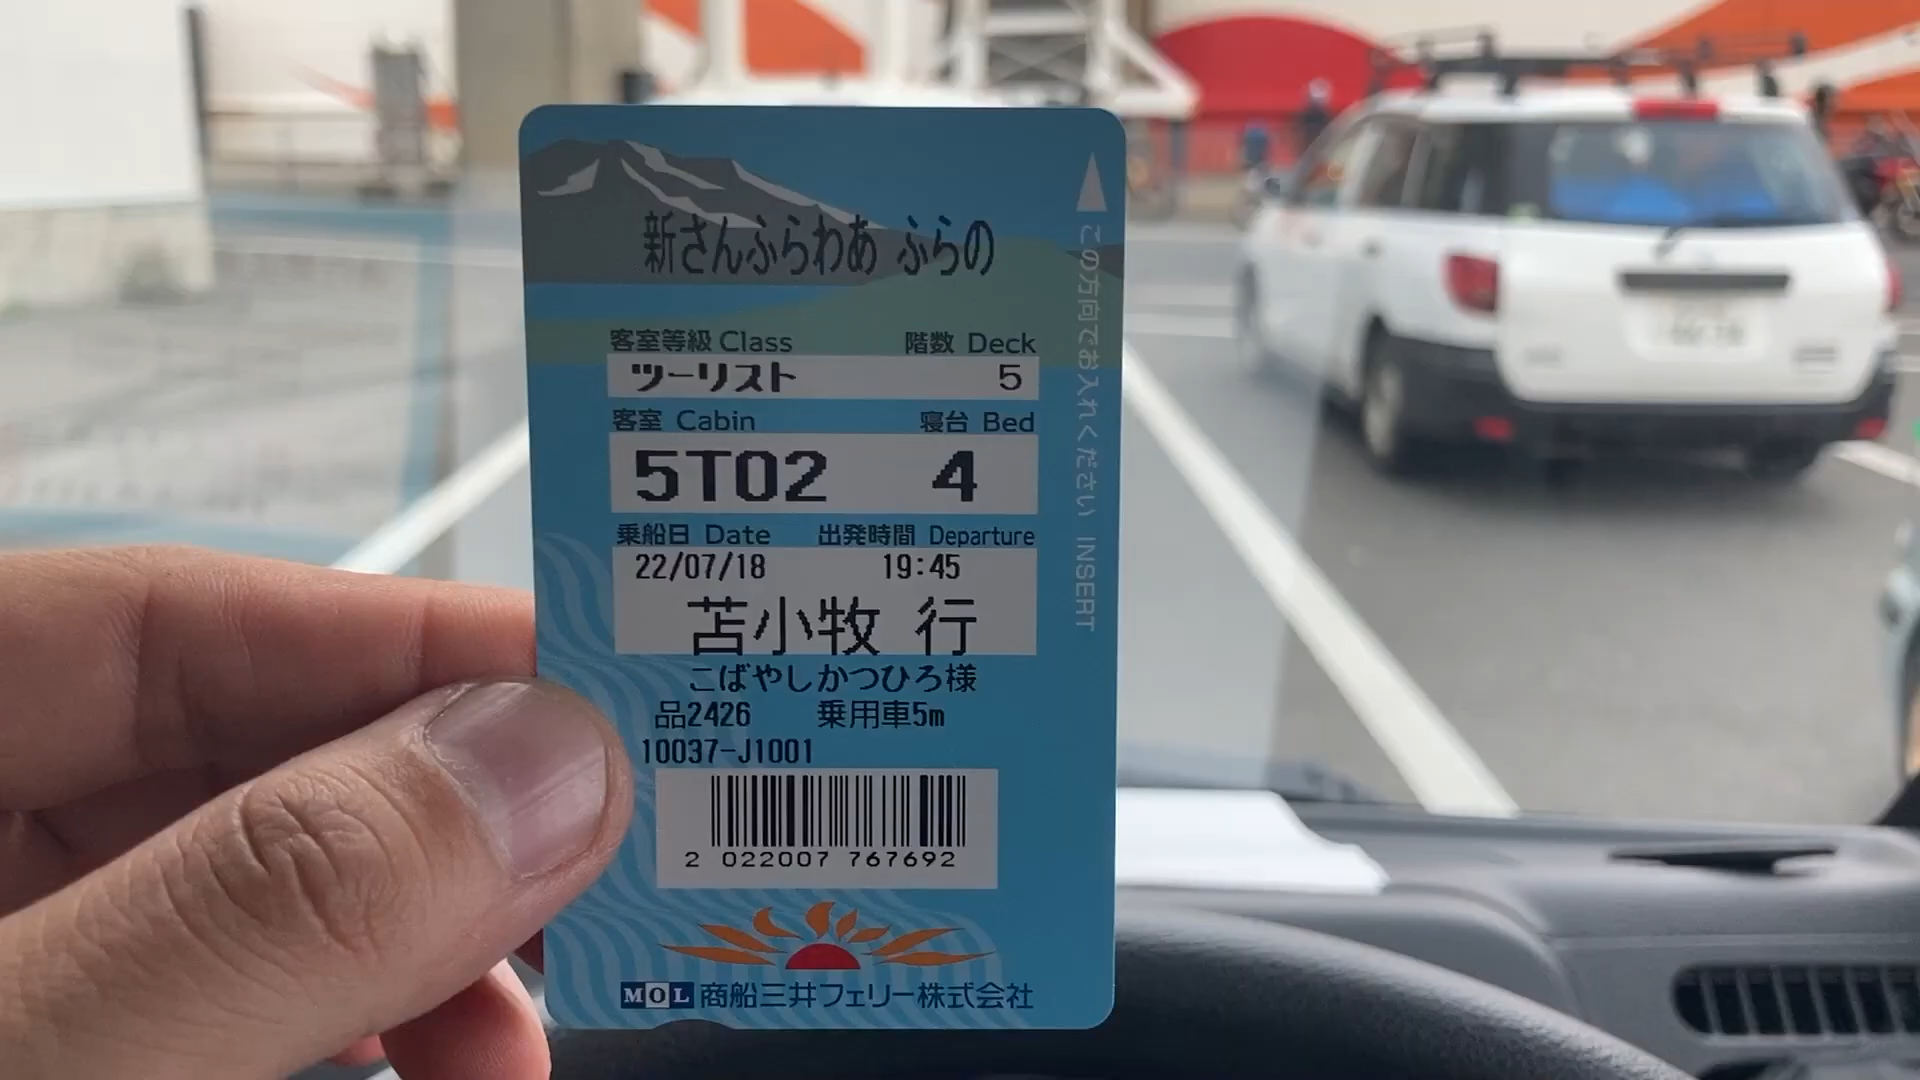 新さんふらわあ ふらの
客室等級 Class 階数 Deck
ツーリスト 5
客室 Cabin 寝台 Bed
5T02 4
乗船日 Date 出発時間 Departure
22/07/18 19:45
苫小牧 行
こばやしかつひろ様
品2426 乗用車5m
10037-J1001
2 022007 767692
MOL 商船三井フェリー株式会社
この方向でお入れください INSERT